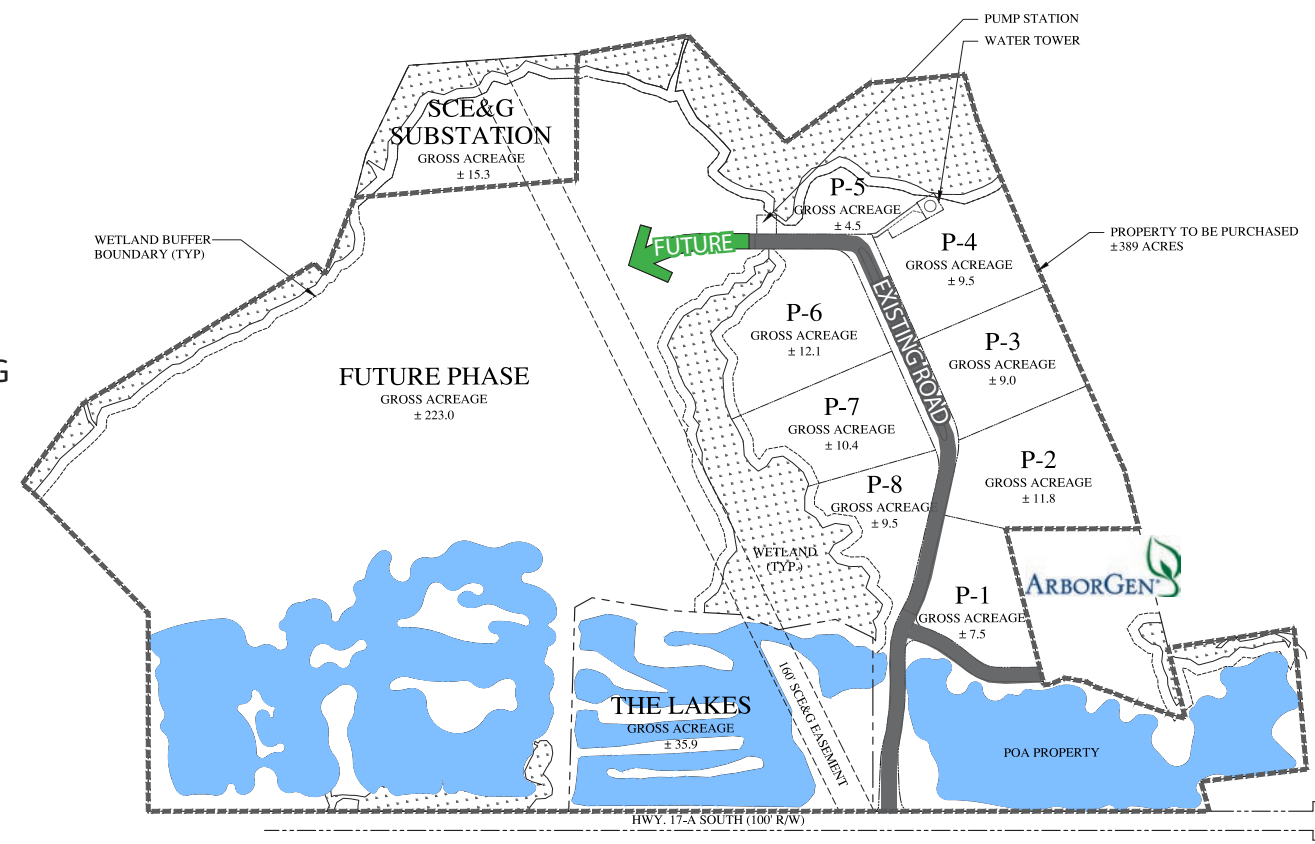 PUMP STATION
WATER TOWER
SCE&G
SUBSTATION
GROSS ACREAGE
± 15.3
P-5
GROSS ACREAGE
± 4.5
WETLAND BUFFER
BOUNDARY (TYP)
FUTURE
P-4
GROSS ACREAGE
± 9.5
PROPERTY TO BE PURCHASED
±389 ACRES
EXISTING ROAD
P-6
GROSS ACREAGE
± 12.1
P-3
GROSS ACREAGE
± 9.0
G
FUTURE PHASE
GROSS ACREAGE
± 223.0
P-7
GROSS ACREAGE
± 10.4
P-2
GROSS ACREAGE
± 11.8
P-8
GROSS ACREAGE
± 9.5
WETLAND
(TYP.)
ARBORGEN®
P-1
GROSS ACREAGE
± 7.5
160' SCE&G EASEMENT
THE LAKES
GROSS ACREAGE
± 35.9
POA PROPERTY
HWY. 17-A SOUTH (100' R/W)